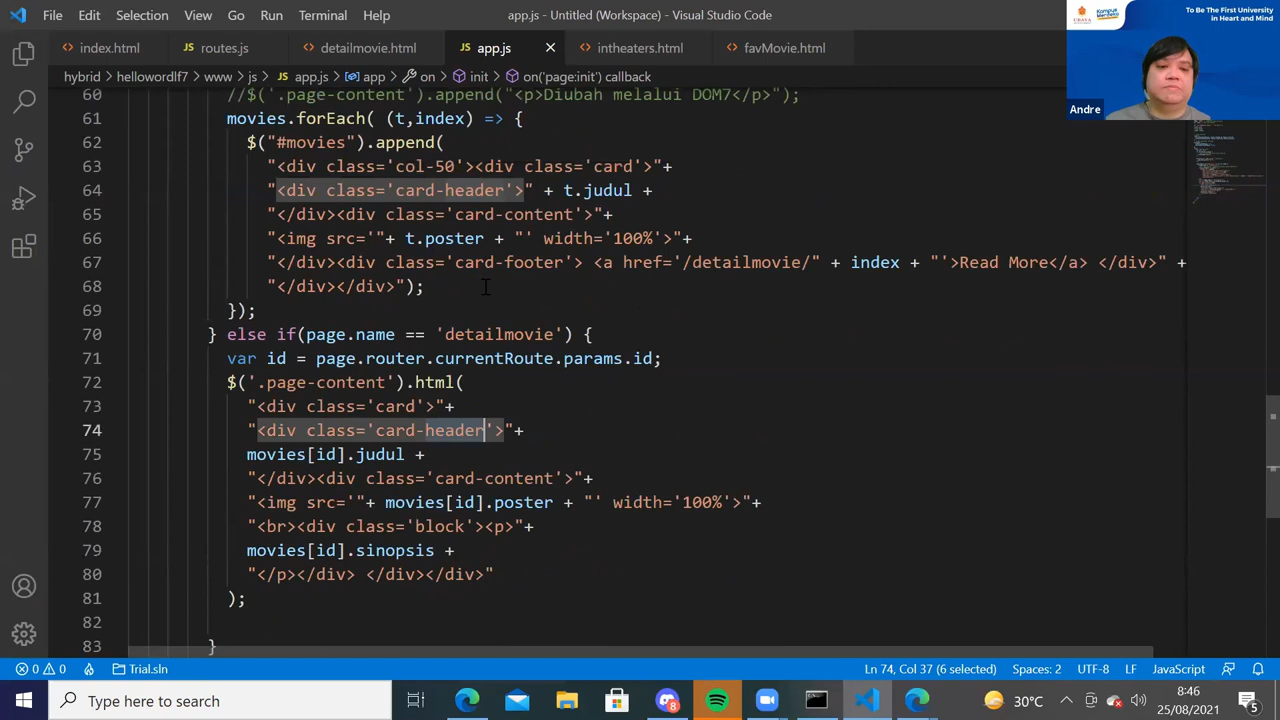 File Edit Selection View Go Run Terminal Help
app.js - Untitled (Workspace) - Visual Studio Code
UBAYA
Kampus Merdeka
To Be The First University
in Heart and Mind
Andre
index.html routes.js detailmovie.html app.js intheaters.html favMovie.html
hybrid > hellowordlf7 > www > js > app.js > app > on > init > on('page:init') callback
60 //$('.page-content').append("<p>Diubah melalui DOM7</p>");
61 movies.forEach( (t,index) => {
62 $("#movies").append(
63 "<div class='col-50'><div class='card'>"+
64 "<div class='card-header'>" + t.judul +
65 "</div><div class='card-content'>"+
66 "<img src='"+ t.poster + "' width='100%'>"+
67 "</div><div class='card-footer'> <a href='/detailmovie/" + index + "'>Read More</a> </div>" +
68 "</div></div>");
69 });
70 } else if(page.name == 'detailmovie') {
71 var id = page.router.currentRoute.params.id;
72 $('.page-content').html(
73 "<div class='card'>"+
74 "<div class='card-header'>"+
75 movies[id].judul +
76 "</div><div class='card-content'>"+
77 "<img src='"+ movies[id].poster + "' width='100%'>"+
78 "<br><div class='block'><p>"+
79 movies[id].sinopsis +
80 "</p></div> </div></div>"
81 );
82
83 }
0 0 Trial.sln Ln 74, Col 37 (6 selected) Spaces: 2 UTF-8 LF JavaScript
Type here to search 8 30°C 8:46
25/08/2021 5